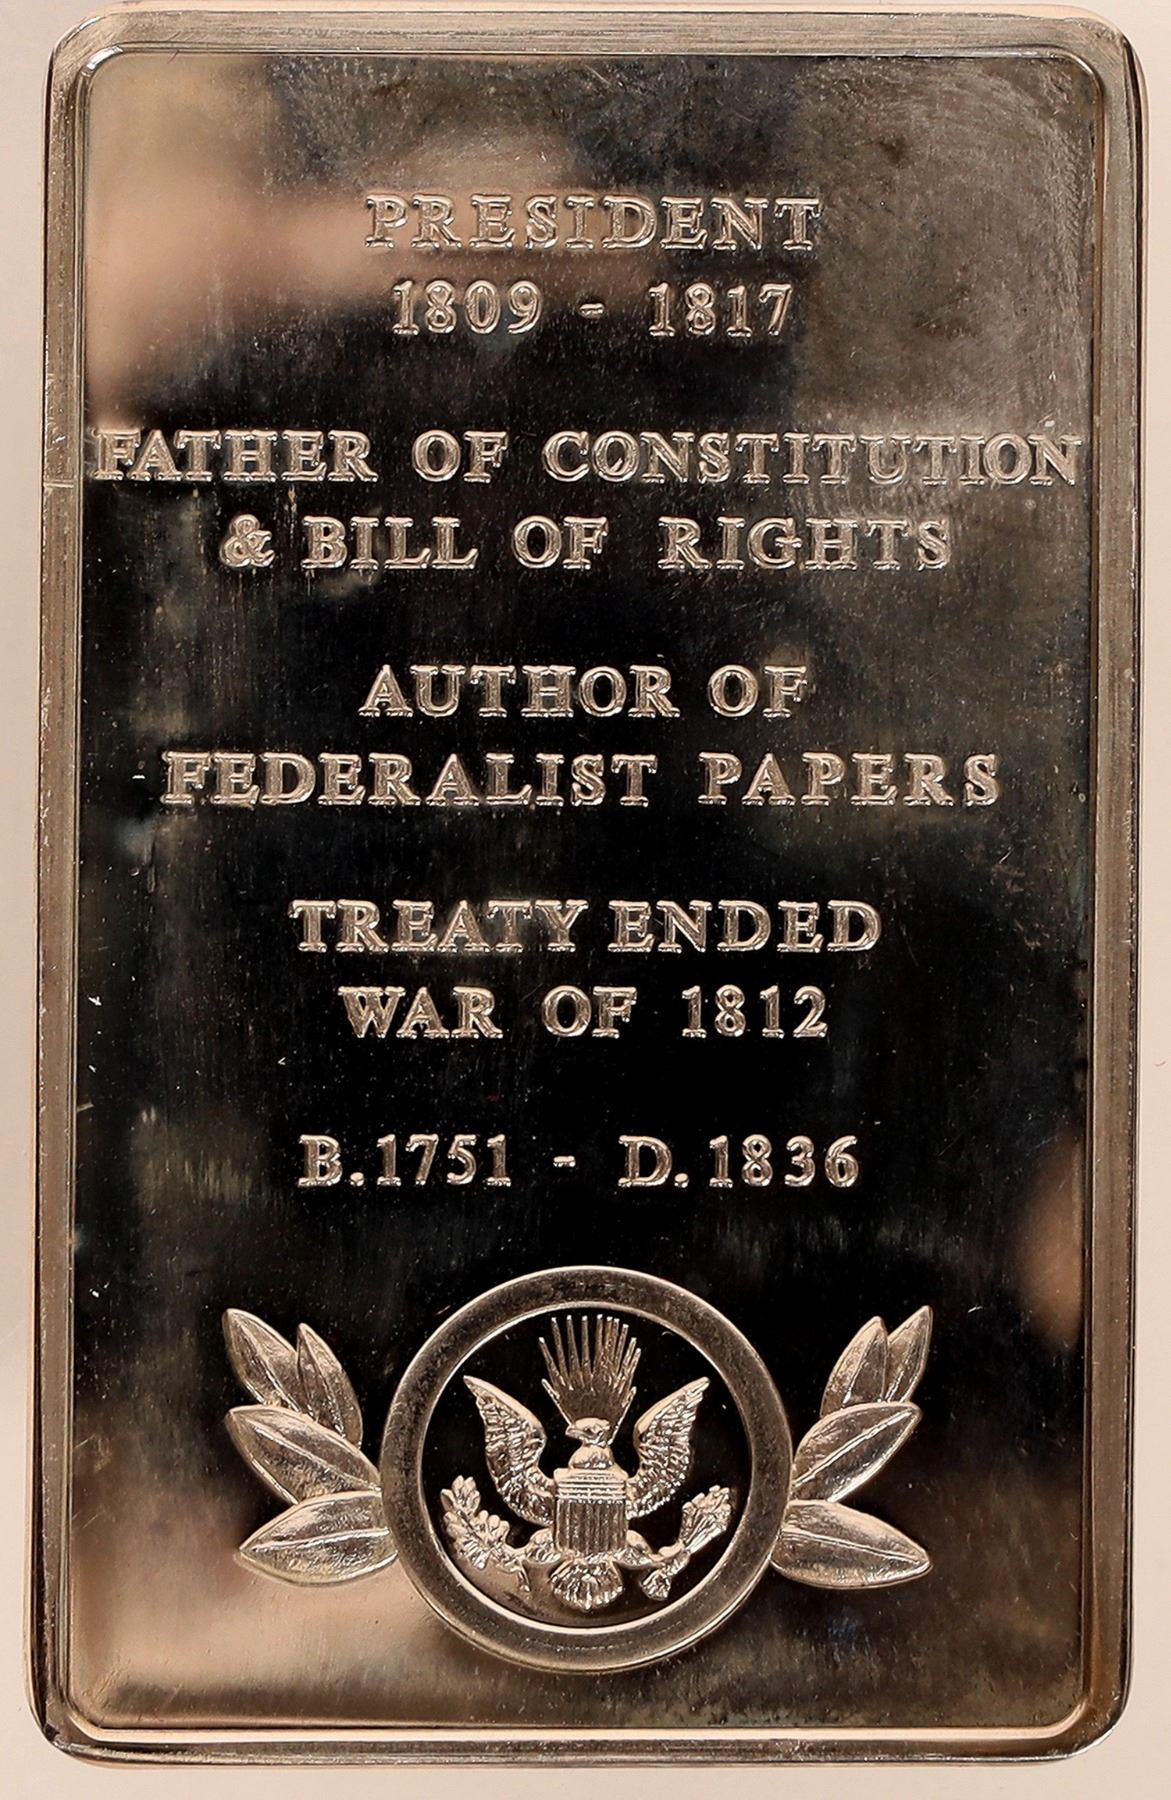 PRESIDENT
1809 - 1817
FATHER OF CONSTITUTION
& BILL OF RIGHTS
AUTHOR OF
FEDERALIST PAPERS
TREATY ENDED
WAR OF 1812
B.1751 - D.1836